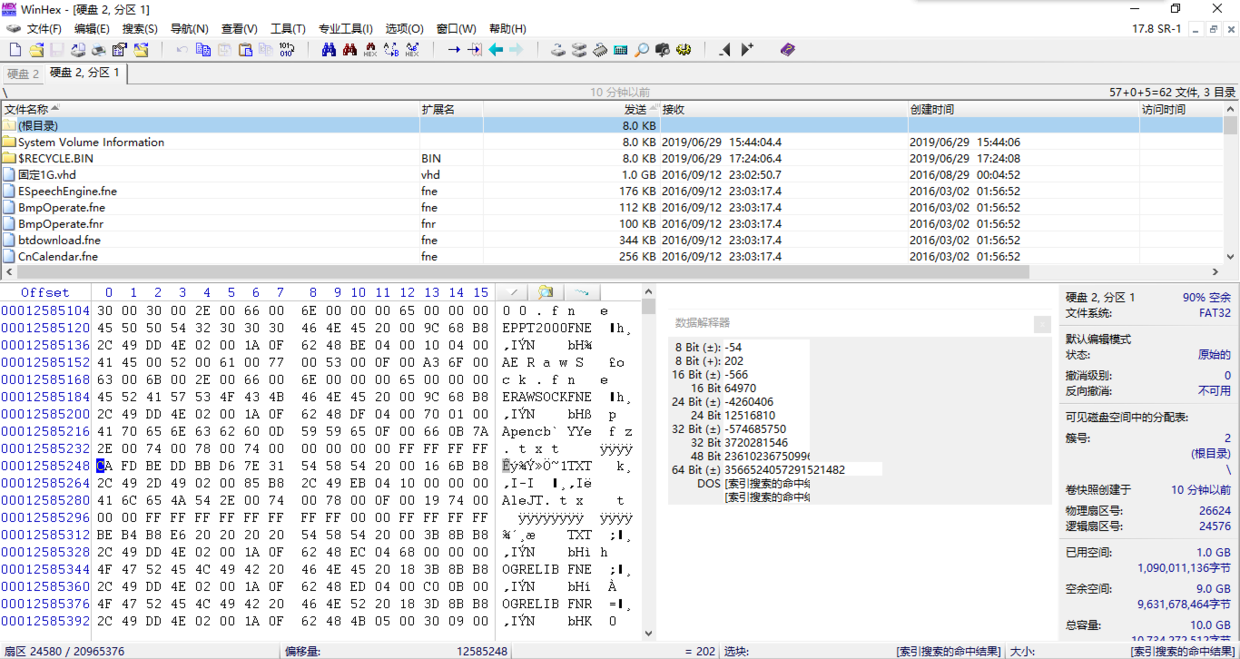 WinHex - [硬盘 2, 分区 1]
文件(F) 编辑(E) 搜索(S) 导航(N) 查看(V) 工具(T) 专业工具(I) 选项(O) 窗口(W) 帮助(H) 17.8 SR-1
硬盘 2 硬盘 2, 分区 1
\ 10 分钟以前 57+0+5=62 文件, 3 目录
文件名称 扩展名 发送 接收 创建时间 访问时间
(根目录) 8.0 KB
System Volume Information 8.0 KB 2019/06/29 15:44:04.4 2019/06/29 15:44:06
$RECYCLE.BIN BIN 8.0 KB 2019/06/29 17:24:06.4 2019/06/29 17:24:08
固定1G.vhd vhd 1.0 GB 2016/09/12 23:02:50.7 2016/08/29 00:04:52
ESpeechEngine.fne fne 176 KB 2016/09/12 23:03:17.4 2016/03/02 01:56:52
BmpOperate.fne fne 112 KB 2016/09/12 23:03:17.4 2016/03/02 01:56:52
BmpOperate.fnr fnr 100 KB 2016/09/12 23:03:17.4 2016/03/02 01:56:52
btdownload.fne fne 344 KB 2016/09/12 23:03:17.4 2016/03/02 01:56:52
CnCalendar.fne fne 256 KB 2016/09/12 23:03:17.4 2016/03/02 01:56:52
Offset 0 1 2 3 4 5 6 7 8 9 10 11 12 13 14 15
00012585104 30 00 30 00 2E 00 66 00 6E 00 00 00 65 00 00 00 0 0 . f n e
00012585120 45 50 50 54 32 30 30 30 46 4E 45 20 00 9C 68 B8 EPPT2000FNE h¸
00012585136 2C 49 DD 4E 02 00 1A 0F 62 48 BE 04 00 10 04 00 ,IÝN bH¾
00012585152 41 45 00 52 00 61 00 77 00 53 00 0F 00 A3 6F 00 AE R a w S £o
00012585168 63 00 6B 00 2E 00 66 00 6E 00 00 00 65 00 00 00 c k . f n e
00012585184 45 52 41 57 53 4F 43 4B 46 4E 45 20 00 9C 68 B8 ERAWSOCKFNE h¸
00012585200 2C 49 DD 4E 02 00 1A 0F 62 48 DF 04 00 70 01 00 ,IÝN bHß p
00012585216 41 70 65 6E 63 62 60 0D 59 59 65 0F 00 66 0B 7A Apencb` YYe f z
00012585232 2E 00 74 00 78 00 74 00 00 00 00 00 FF FF FF FF . t x t ÿÿÿÿ
00012585248 CA FD BE DD BB D6 7E 31 54 58 54 20 00 16 6B B8 Êý¾Ý»Ö~1TXT k¸
00012585264 2C 49 2D 49 02 00 85 B8 2C 49 EB 04 10 00 00 00 ,I-I ¸,Ië
00012585280 41 6C 65 4A 54 2E 00 74 00 78 00 0F 00 19 74 00 AleJT. t x t
00012585296 00 00 FF FF FF FF FF FF FF FF 00 00 FF FF FF FF ÿÿÿÿÿÿÿÿ ÿÿÿÿ
00012585312 BE B4 B8 E6 20 20 20 20 54 58 54 20 00 3B 8B B8 ¾´¸æ TXT ; ¸
00012585328 2C 49 DD 4E 02 00 1A 0F 62 48 EC 04 68 00 00 00 ,IÝN bHì h
00012585344 4F 47 52 45 4C 49 42 20 46 4E 45 20 18 3B 8B B8 OGRELIB FNE ; ¸
00012585360 2C 49 DD 4E 02 00 1A 0F 62 48 ED 04 00 C0 0B 00 ,IÝN bHí À
00012585376 4F 47 52 45 4C 49 42 20 46 4E 52 20 18 3D 8B B8 OGRELIB FNR = ¸
00012585392 2C 49 DD 4E 02 00 1A 0F 62 48 4B 05 00 30 09 00 ,IÝN bHK 0
数据解释器
8 Bit (±): -54
8 Bit (+): 202
16 Bit (±) -566
16 Bit 64970
24 Bit (±) -4260406
24 Bit 12516810
32 Bit (±) -574685750
32 Bit 3720281546
48 Bit 2361023675099
64 Bit (±) 3566524057291521482
DOS [索引搜索的命中结
[索引搜索的命中结
硬盘 2, 分区 1 90% 空余
文件系统: FAT32
默认编辑模式
状态: 原始的
撤消级别: 0
反向撤消: 不可用
可见磁盘空间中的分配表:
簇号: 2
(根目录)
\
卷快照创建于 10 分钟以前
物理扇区号: 26624
逻辑扇区号: 24576
已用空间: 1.0 GB
1,090,011,136字节
空余空间: 9.0 GB
9,631,678,464字节
总容量: 10.0 GB
10,734,272,512字节
扇区 24580 / 20965376 偏移量: 12585248 = 202 选块: [索引搜索的命中结果] 大小: [索引搜索的命中结果]